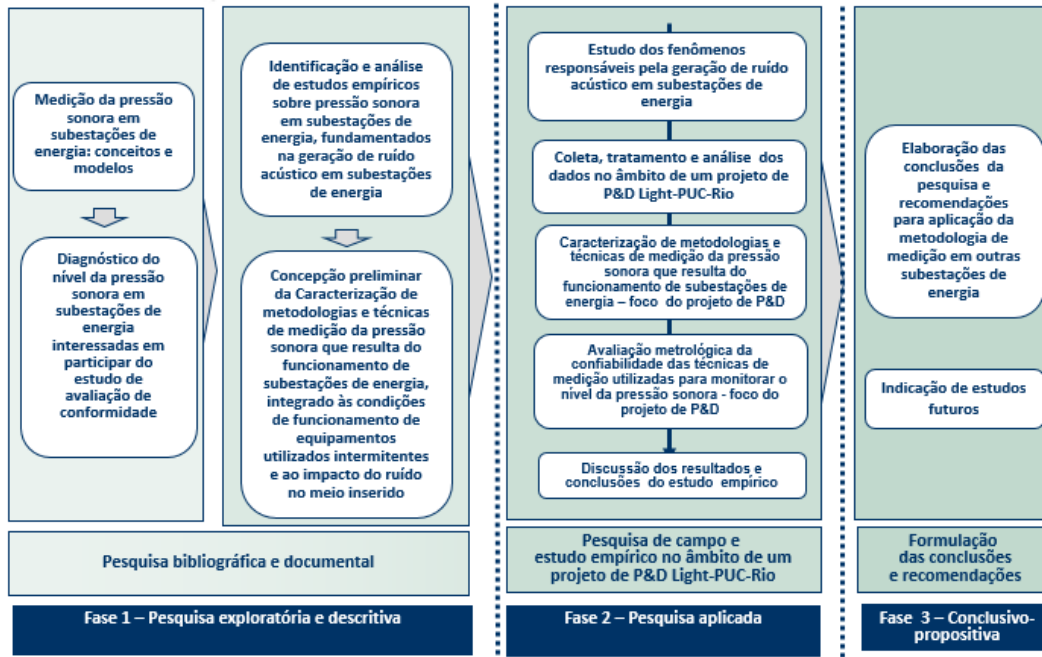 Medição da pressão
sonora em
subestações de
energia: conceitos e
modelos
Diagnóstico do
nível da pressão
sonora em
subestações de
energia
interessadas em
participar do
estudo de
avaliação de
conformidade
Identificação e análise
de estudos empíricos
sobre pressão sonora
em subestações de
energia, fundamentados
na geração de ruído
acústico em subestações
de energia
Concepção preliminar
da Caracterização de
metodologias e técnicas
de medição da pressão
sonora que resulta do
funcionamento de
subestações de energia,
integrado às condições
de funcionamento de
equipamentos
utilizados intermitentes
e ao impacto do ruído
no meio inserido
Pesquisa bibliográfica e documental
Fase 1 – Pesquisa exploratória e descritiva
Estudo dos fenômenos
responsáveis pela geração de ruído
acústico em subestações de
energia
Coleta, tratamento e análise dos
dados no âmbito de um projeto de
P&D Light-PUC-Rio
Caracterização de metodologias e
técnicas de medição da pressão
sonora que resulta do
funcionamento de subestações de
energia – foco do projeto de P&D
Avaliação metrológica da
confiabilidade das técnicas de
medição utilizadas para monitorar o
nível da pressão sonora - foco do
projeto de P&D
Discussão dos resultados e
conclusões do estudo empírico
Pesquisa de campo e
estudo empírico no âmbito de um
projeto de P&D Light-PUC-Rio
Fase 2 – Pesquisa aplicada
Elaboração das
conclusões da
pesquisa e
recomendações
para aplicação da
metodologia de
medição em outras
subestações de
energia
Indicação de estudos
futuros
Formulação
das conclusões
e recomendações
Fase 3 – Conclusivo-
propositiva